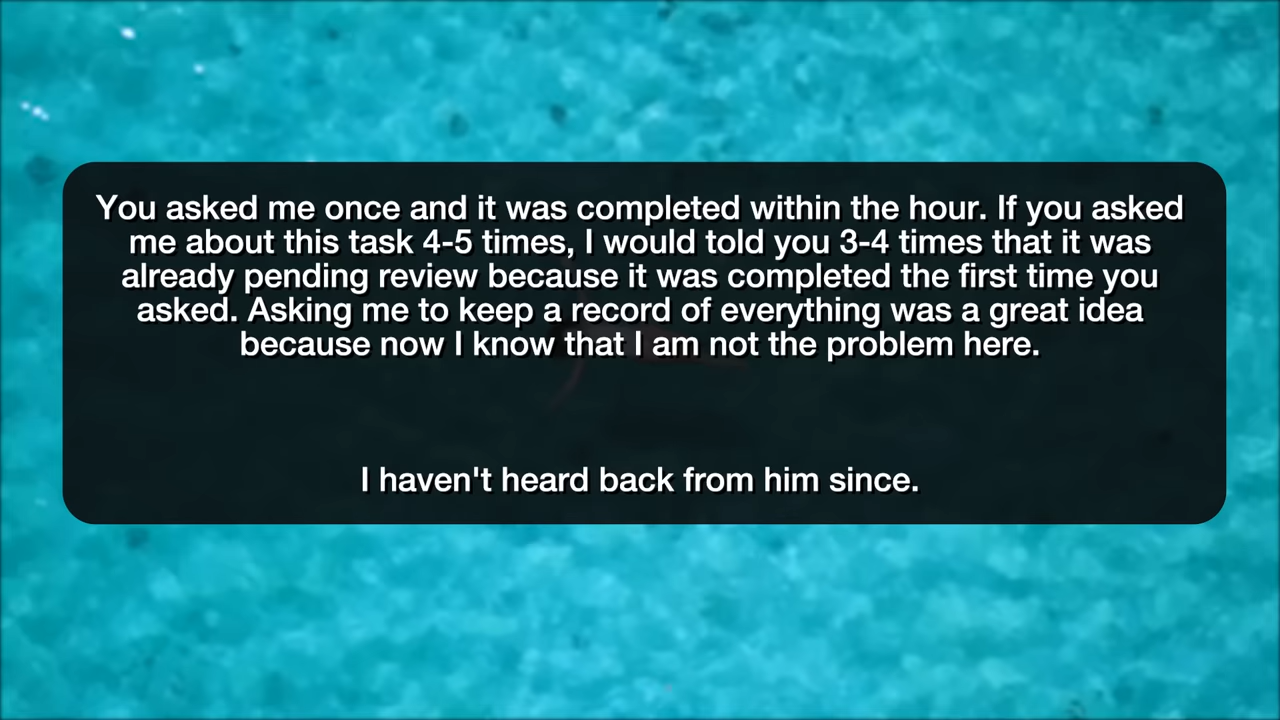 You asked me once and it was completed within the hour. If you asked
me about this task 4-5 times, I would told you 3-4 times that it was
already pending review because it was completed the first time you
asked. Asking me to keep a record of everything was a great idea
because now I know that I am not the problem here.
I haven't heard back from him since.